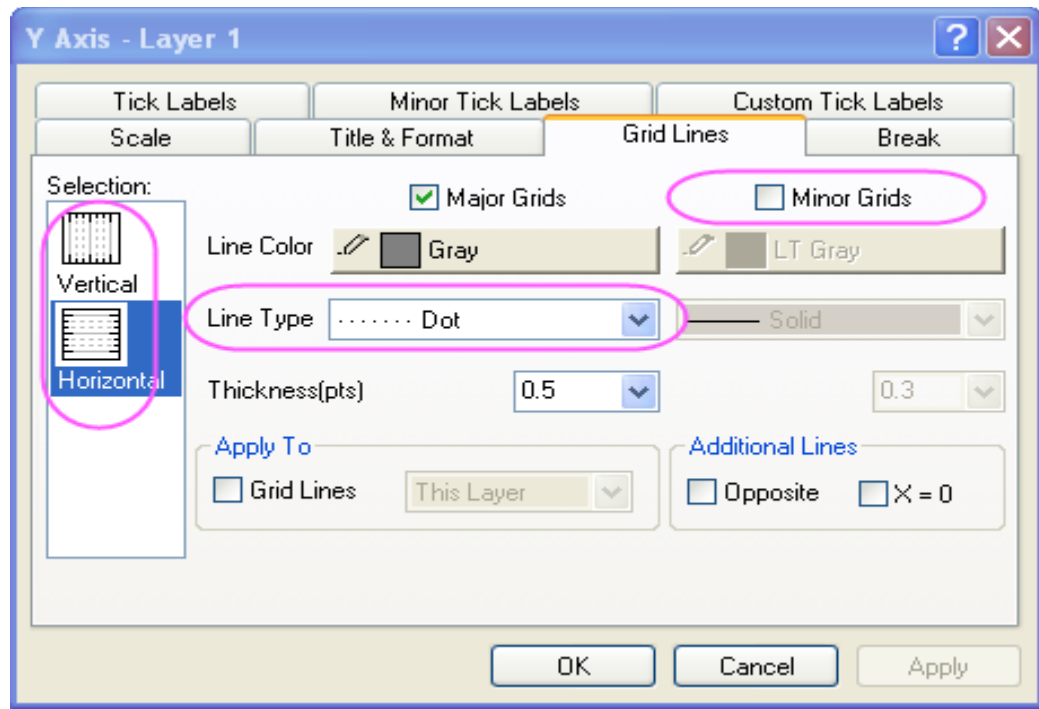 Y Axis - Layer 1
Tick Labels Minor Tick Labels Custom Tick Labels
Scale Title & Format Grid Lines Break
Selection:
Major Grids Minor Grids
Line Color Gray LT Gray
Vertical
Line Type Dot Solid
Horizontal
Thickness(pts) 0.5 0.3
Apply To Additional Lines
Grid Lines This Layer Opposite X = 0
OK Cancel Apply